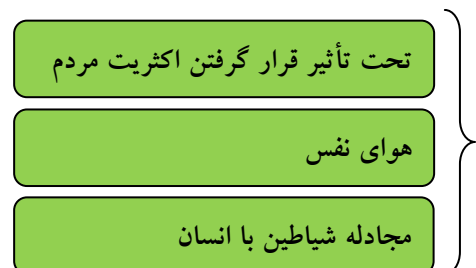 تحت تأثیر قرار گرفتن اکثریت مردم
هوای نفس
مجادله شیاطین با انسان